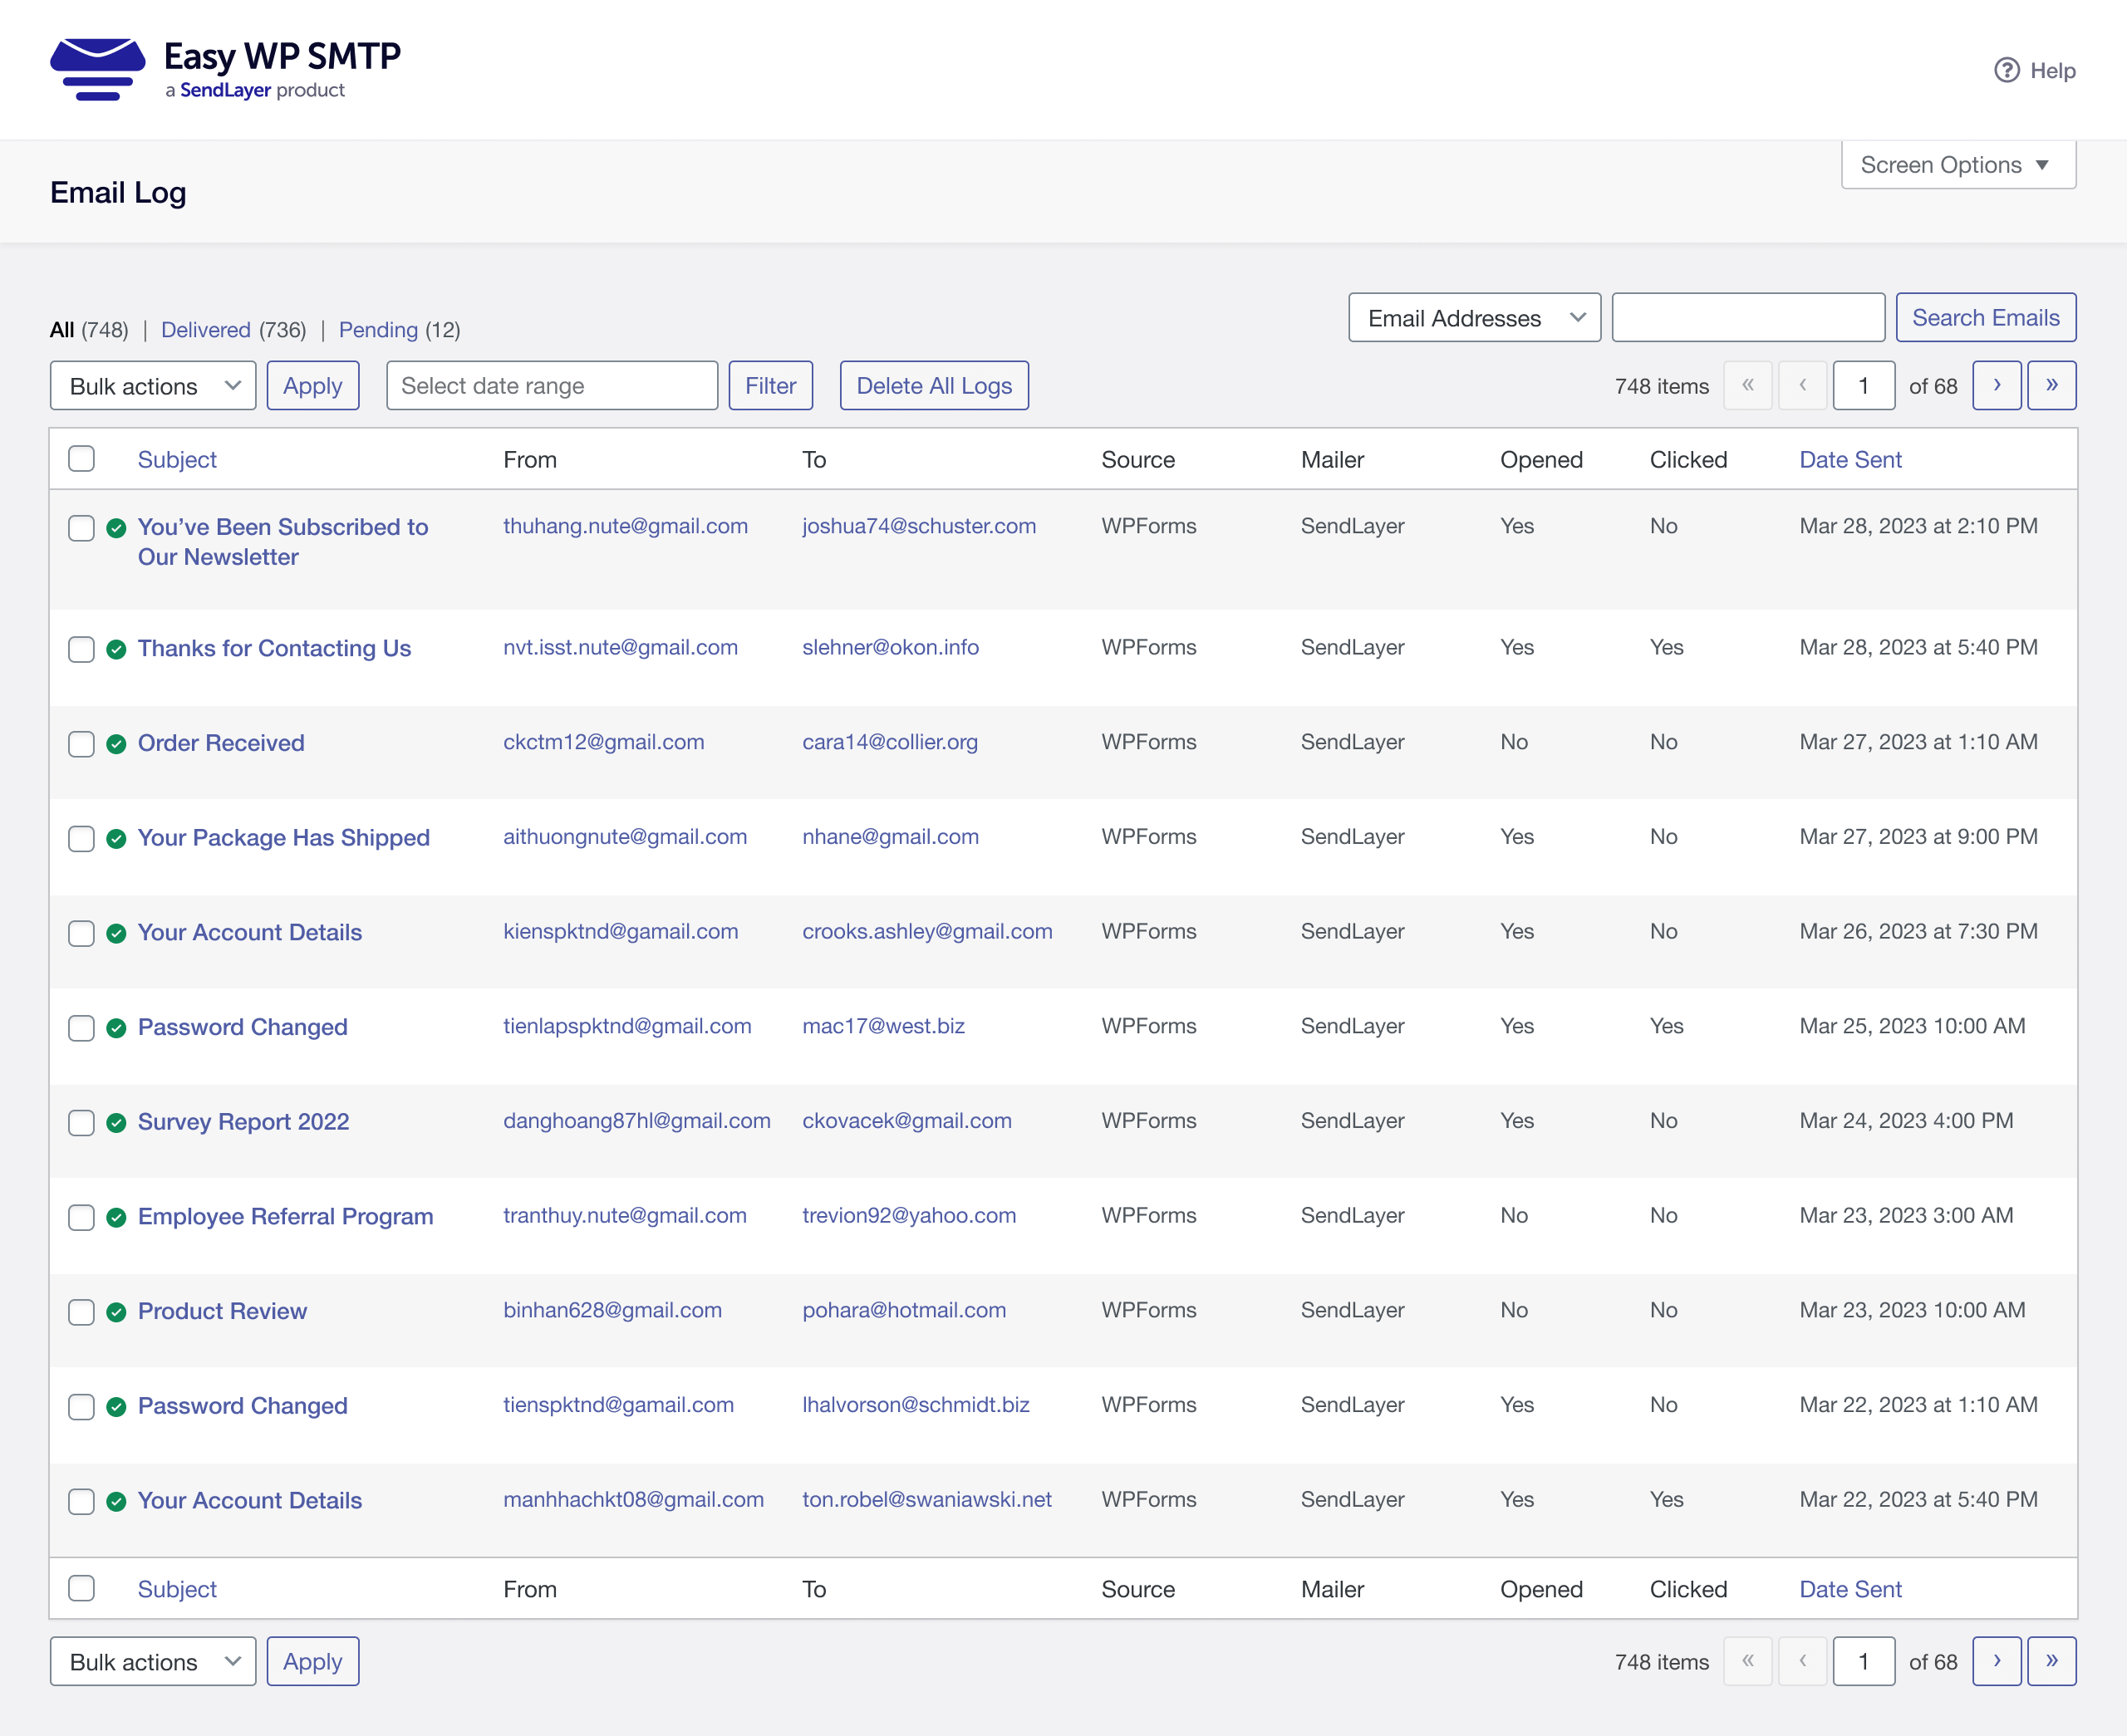 Easy WP SMTP
a SendLayer product
Help
Screen Options
Email Log
Email Addresses Search Emails
All (748) | Delivered (736) | Pending (12)
Bulk actions Apply Select date range Filter Delete All Logs 748 items « ‹ 1 of 68 › »
Subject From To Source Mailer Opened Clicked Date Sent
You’ve Been Subscribed to thuhang.nute@gmail.com joshua74@schuster.com WPForms SendLayer Yes No Mar 28, 2023 at 2:10 PM
Our Newsletter
Thanks for Contacting Us nvt.isst.nute@gmail.com slehner@okon.info WPForms SendLayer Yes Yes Mar 28, 2023 at 5:40 PM
Order Received ckctm12@gmail.com cara14@collier.org WPForms SendLayer No No Mar 27, 2023 at 1:10 AM
Your Package Has Shipped aithuongnute@gmail.com nhane@gmail.com WPForms SendLayer Yes No Mar 27, 2023 at 9:00 PM
Your Account Details kienspktnd@gamail.com crooks.ashley@gmail.com WPForms SendLayer Yes No Mar 26, 2023 at 7:30 PM
Password Changed tienlapspktnd@gmail.com mac17@west.biz WPForms SendLayer Yes Yes Mar 25, 2023 10:00 AM
Survey Report 2022 danghoang87hl@gmail.com ckovacek@gmail.com WPForms SendLayer Yes No Mar 24, 2023 4:00 PM
Employee Referral Program tranthuy.nute@gmail.com trevion92@yahoo.com WPForms SendLayer No No Mar 23, 2023 3:00 AM
Product Review binhan628@gmail.com pohara@hotmail.com WPForms SendLayer No No Mar 23, 2023 10:00 AM
Password Changed tienspktnd@gamail.com lhalvorson@schmidt.biz WPForms SendLayer Yes No Mar 22, 2023 at 1:10 AM
Your Account Details manhhachkt08@gmail.com ton.robel@swaniawski.net WPForms SendLayer Yes Yes Mar 22, 2023 at 5:40 PM
Subject From To Source Mailer Opened Clicked Date Sent
Bulk actions Apply 748 items « ‹ 1 of 68 › »